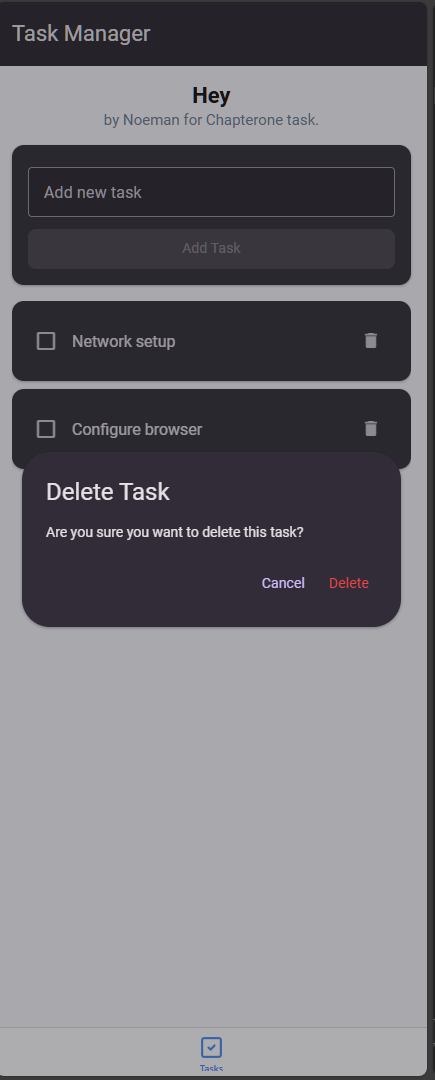 Task Manager
Hey
by Noeman for Chapterone task.
Add new task
Add Task
Network setup
Configure browser
Delete Task
Are you sure you want to delete this task?
Cancel Delete
Tasks